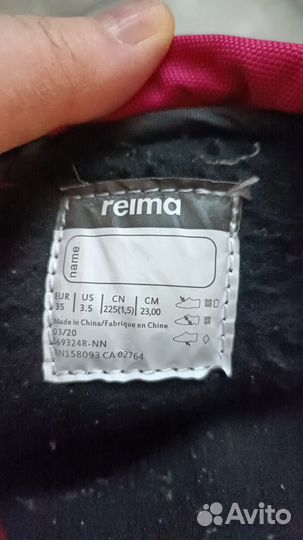 reima
name
EUR US CN CM
35 3.5 225(1,5) 23,00
Made in China/Fabriqué en Chine
03/20
569324R-NN
RN158093 CA 02764
Avito